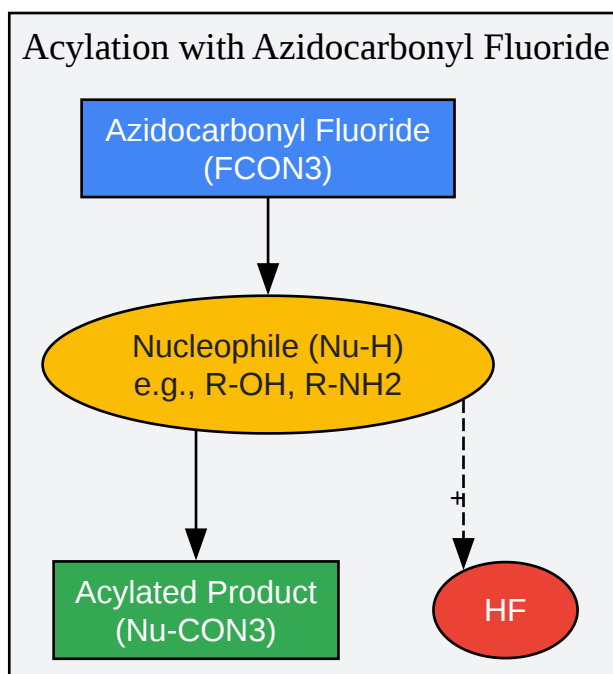 Acylation with Azidocarbonyl Fluoride
Azidocarbonyl Fluoride
(FCON3)
Nucleophile (Nu-H)
e.g., R-OH, R-NH2
+
Acylated Product
(Nu-CON3)
HF